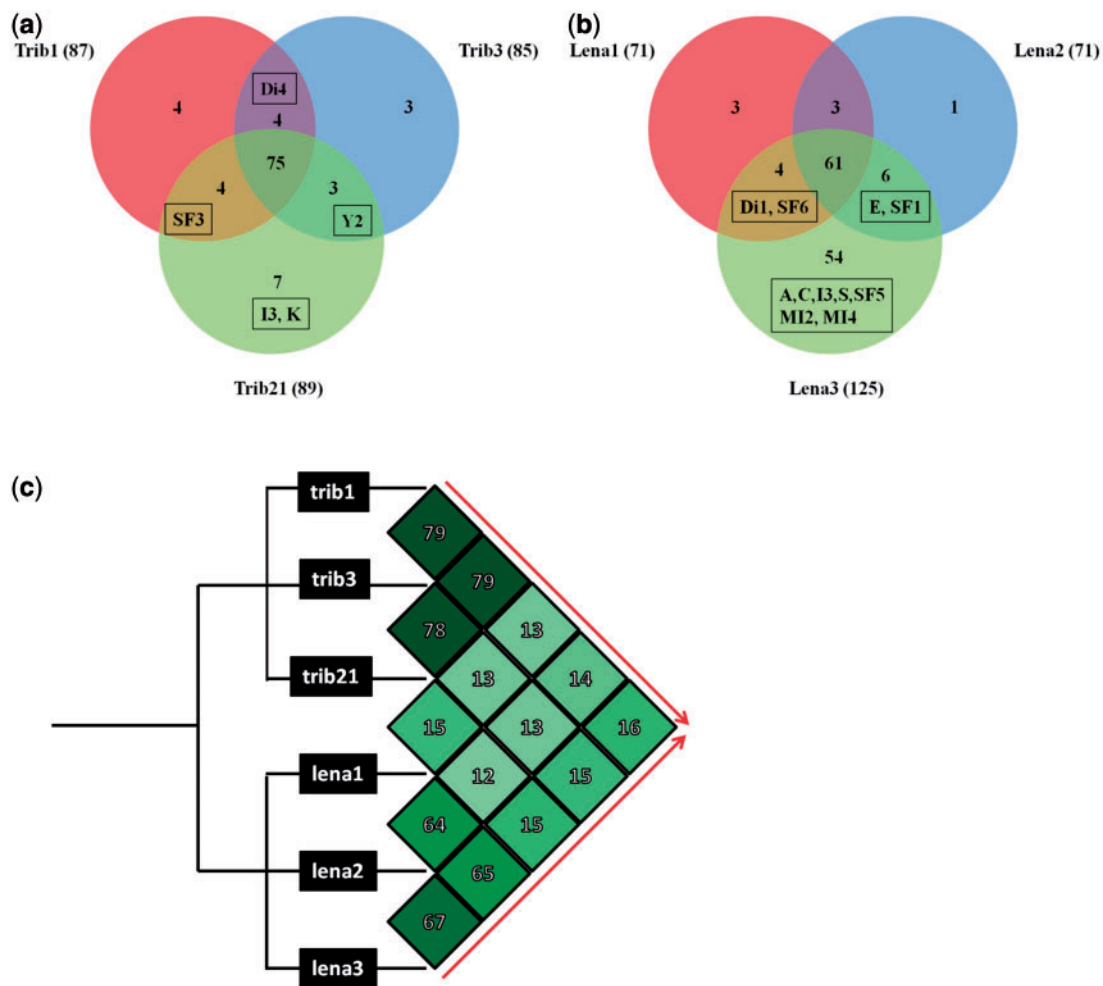 (a)
Trib1 (87)
Trib3 (85)
Di4
4
4
3
75
4
3
SF3
Y2
7
I3, K
Trib21 (89)
(b)
Lena1 (71)
Lena2 (71)
3
3
1
61
4
6
Di1, SF6
E, SF1
54
A,C,I3,S,SF5
MI2, MI4
Lena3 (125)
(c)
trib1
79
trib3
79
78
13
trib21
13
14
15
13
16
lena1
12
15
64
15
lena2
65
67
lena3